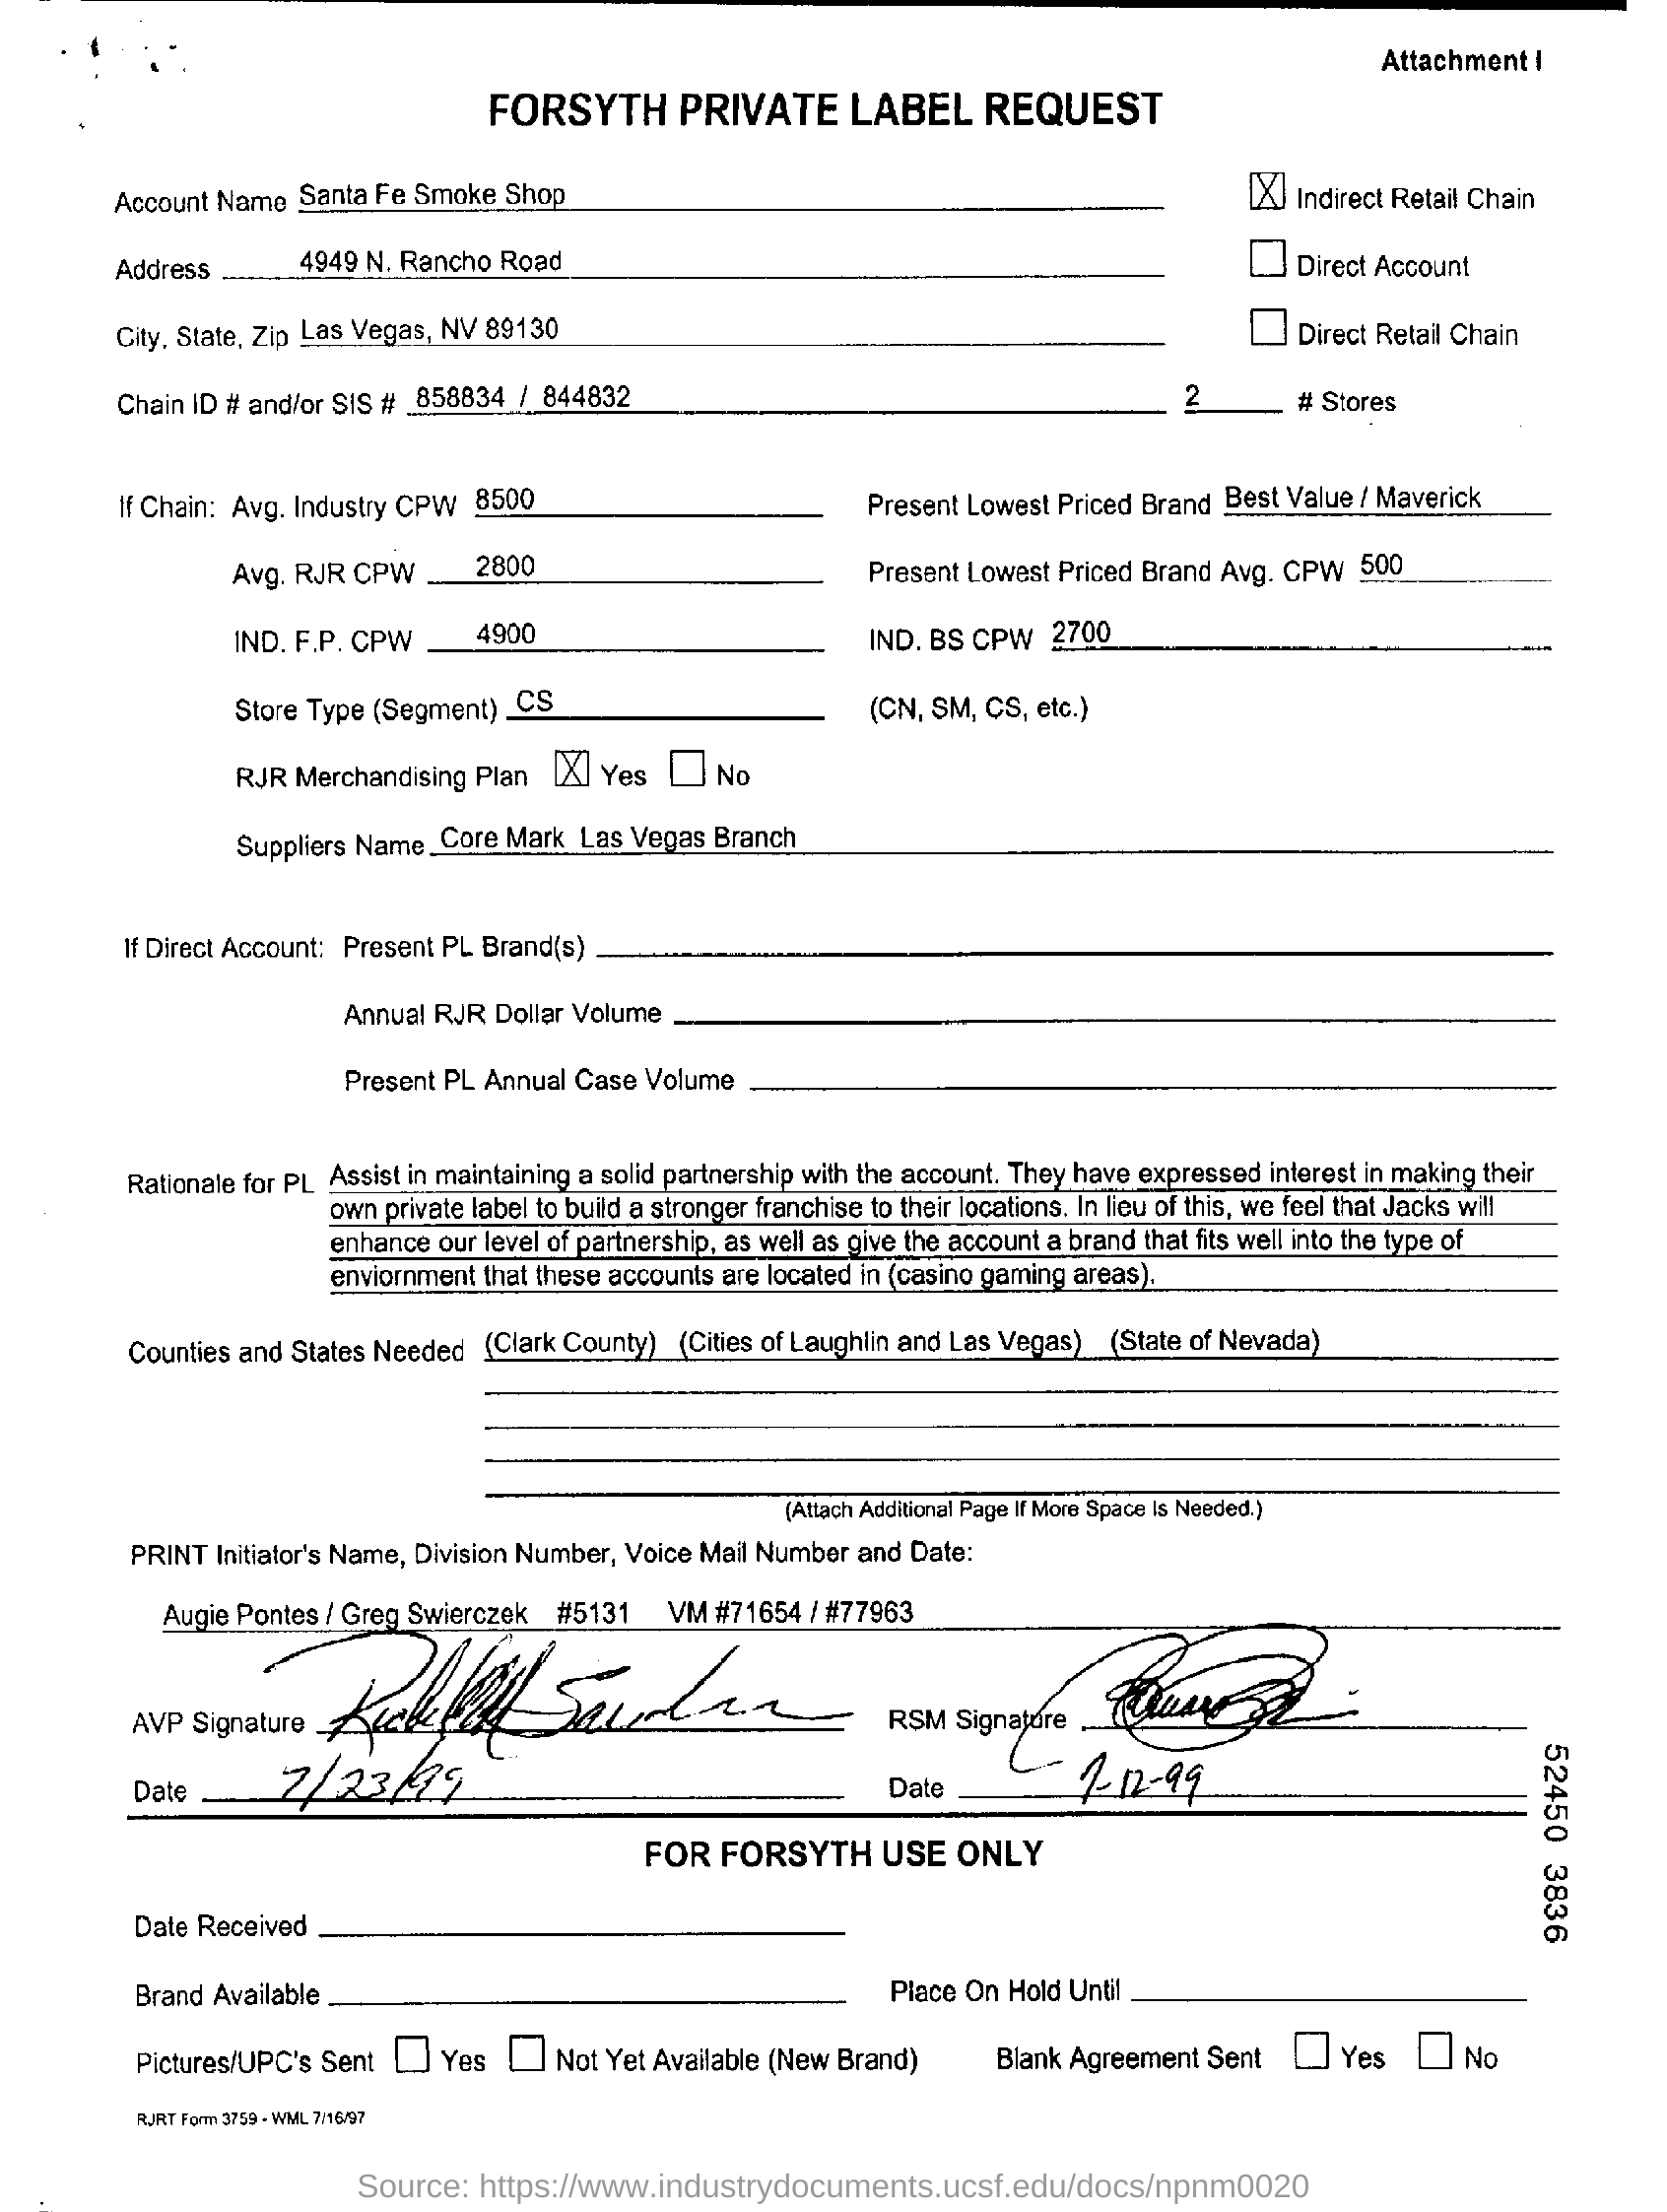 Attachment I
FORSYTH PRIVATE LABEL REQUEST
Account Name Santa Fe Smoke Shop
☒ Indirect Retail Chain
Address 4949 N. Rancho Road
☐ Direct Account
City, State, Zip Las Vegas, NV 89130
☐ Direct Retail Chain
Chain ID # and/or SIS # 858834 / 844832
2 # Stores
If Chain: Avg. Industry CPW 8500
Present Lowest Priced Brand Best Value / Maverick
Avg. RJR CPW 2800
Present Lowest Priced Brand Avg. CPW 500
IND. F.P. CPW 4900
IND. BS CPW 2700
Store Type (Segment) CS
(CN, SM, CS, etc.)
RJR Merchandising Plan ☒ Yes ☐ No
Suppliers Name Core Mark Las Vegas Branch
If Direct Account: Present PL Brand(s)
Annual RJR Dollar Volume
Present PL Annual Case Volume
Rationale for PL Assist in maintaining a solid partnership with the account. They have expressed interest in making their
own private label to build a stronger franchise to their locations. In lieu of this, we feel that Jacks will
enhance our level of partnership, as well as give the account a brand that fits well into the type of
enviornment that these accounts are located in (casino gaming areas).
Counties and States Needed (Clark County) (Cities of Laughlin and Las Vegas) (State of Nevada)
(Attach Additional Page If More Space Is Needed.)
PRINT Initiator's Name, Division Number, Voice Mail Number and Date:
Augie Pontes / Greg Swierczek #5131 VM #71654 / #77963
AVP Signature
RSM Signature
Date 7/23/99
Date 7-12-99
52450 3836
FOR FORSYTH USE ONLY
Date Received
Brand Available
Place On Hold Until
Pictures/UPC's Sent ☐ Yes ☐ Not Yet Available (New Brand)
Blank Agreement Sent ☐ Yes ☐ No
RJRT Form 3759 - WML 7/16/97
Source: https://www.industrydocuments.ucsf.edu/docs/npnm0020